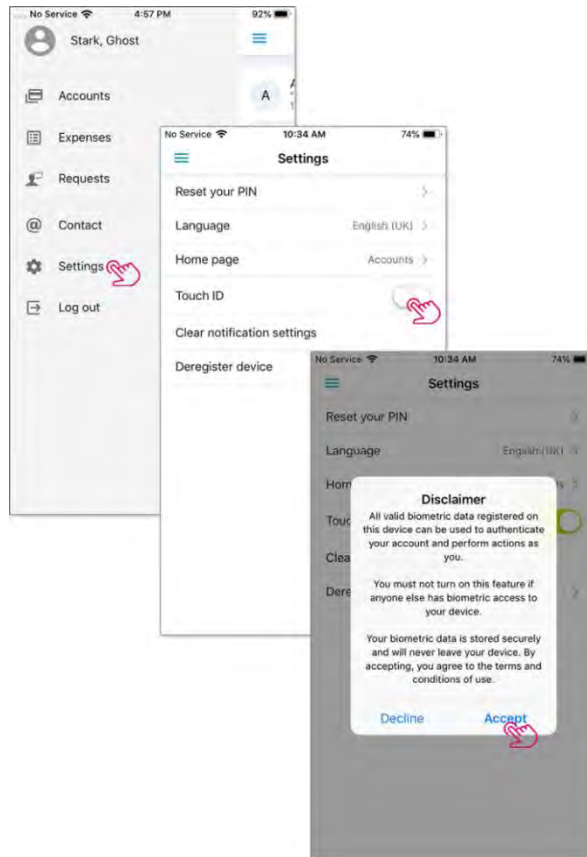 No Service 4:57 PM 92%
Stark, Ghost
Accounts
A
Expenses
Requests
Contact
Settings
Log out
No Service 10:34 AM 74%
Settings
Reset your PIN
Language English (UK)
Home page Accounts
Touch ID
Clear notification settings
Deregister device
No Service 10:34 AM 74%
Settings
Reset your PIN
Language English (UK)
Hom s
Touc
Clea
Dere
Disclaimer
All valid biometric data registered on
this device can be used to authenticate
your account and perform actions as
you.
You must not turn on this feature if
anyone else has biometric access to
your device.
Your biometric data is stored securely
and will never leave your device. By
accepting, you agree to the terms and
conditions of use.
Decline Accept